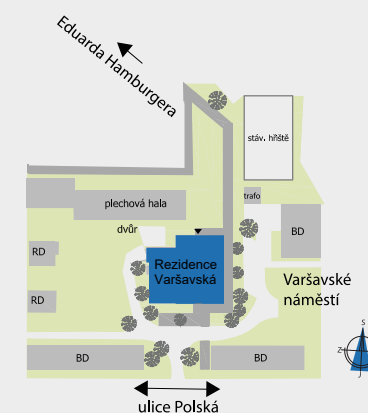 Eduarda Hamburgera
stáv. hřiště
plechová hala
trafo
dvůr
BD
RD
Rezidence
Varšavská
Varšavské
náměstí
RD
S
Z
J
BD
BD
ulice Polská